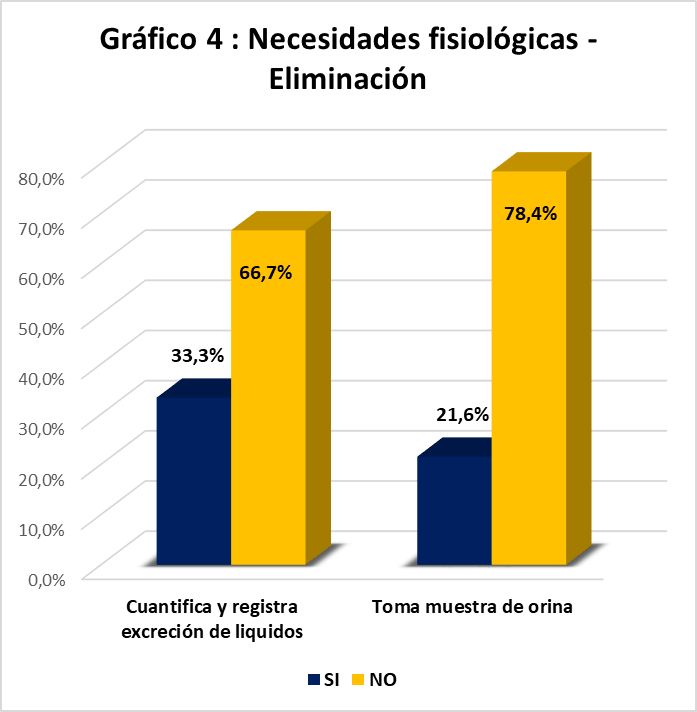 Gráfico 4 : Necesidades fisiológicas -
Eliminación
80,0%
70,0%
60,0%
50,0%
40,0%
30,0%
20,0%
10,0%
0,0%
33,3%
66,7%
21,6%
78,4%
Cuantifica y registra
excreción de liquidos
Toma muestra de orina
SI
NO